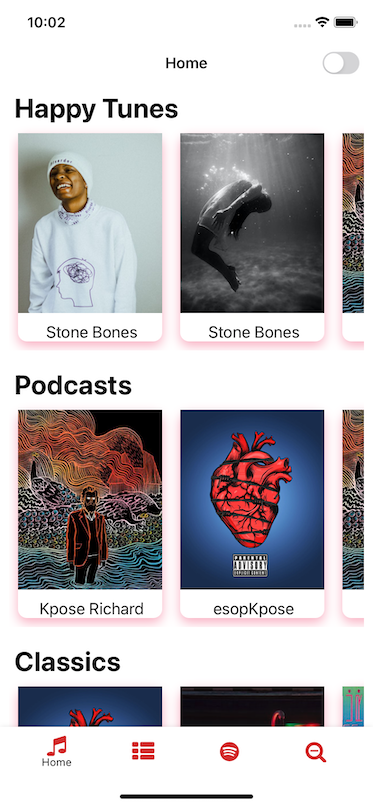 10:02
Home
Happy Tunes
Stone Bones
Stone Bones
Podcasts
PARENTAL
ADVISORY
EXPLICIT CONTENT
Kpose Richard
esopKpose
Classics
Home